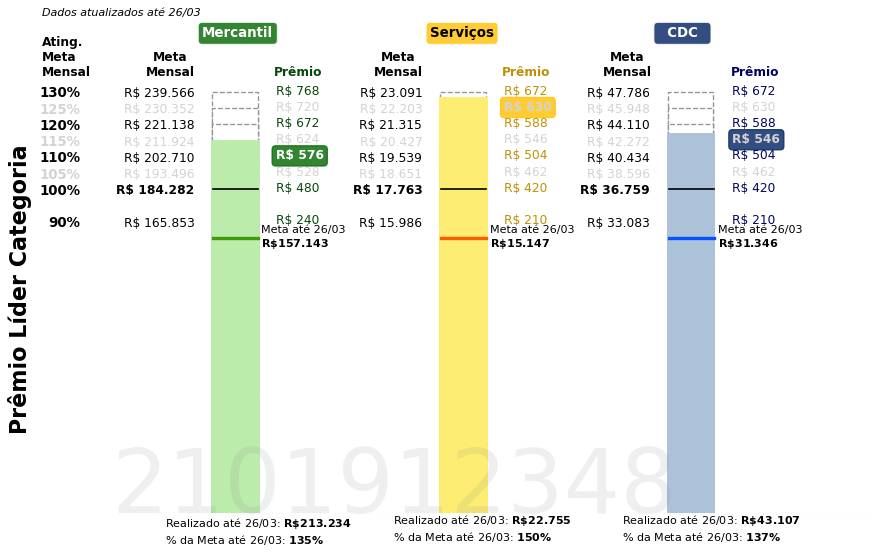 Dados atualizados até 26/03
Mercantil Serviços CDC
Ating. Meta Mensal
Meta Mensal Prêmio Meta Mensal Prêmio Meta Mensal Prêmio
130% R$ 239.566 R$ 768 R$ 23.091 R$ 672 R$ 47.786 R$ 672
125% R$ 230.352 R$ 720 R$ 22.203 R$ 630 R$ 45.948 R$ 630
120% R$ 221.138 R$ 672 R$ 21.315 R$ 588 R$ 44.110 R$ 588
115% R$ 211.924 R$ 624 R$ 20.427 R$ 546 R$ 42.272 R$ 546
110% R$ 202.710 R$ 576 R$ 19.539 R$ 504 R$ 40.434 R$ 504
105% R$ 193.496 R$ 528 R$ 18.651 R$ 462 R$ 38.596 R$ 462
100% R$ 184.282 R$ 480 R$ 17.763 R$ 420 R$ 36.759 R$ 420
90% R$ 165.853 R$ 240 R$ 15.986 R$ 210 R$ 33.083 R$ 210
Meta até 26/03 Meta até 26/03 Meta até 26/03
R$157.143 R$15.147 R$31.346
Prêmio Líder Categoria
2101912348
Realizado até 26/03: R$213.234 Realizado até 26/03: R$22.755 Realizado até 26/03: R$43.107
% da Meta até 26/03: 135% % da Meta até 26/03: 150% % da Meta até 26/03: 137%